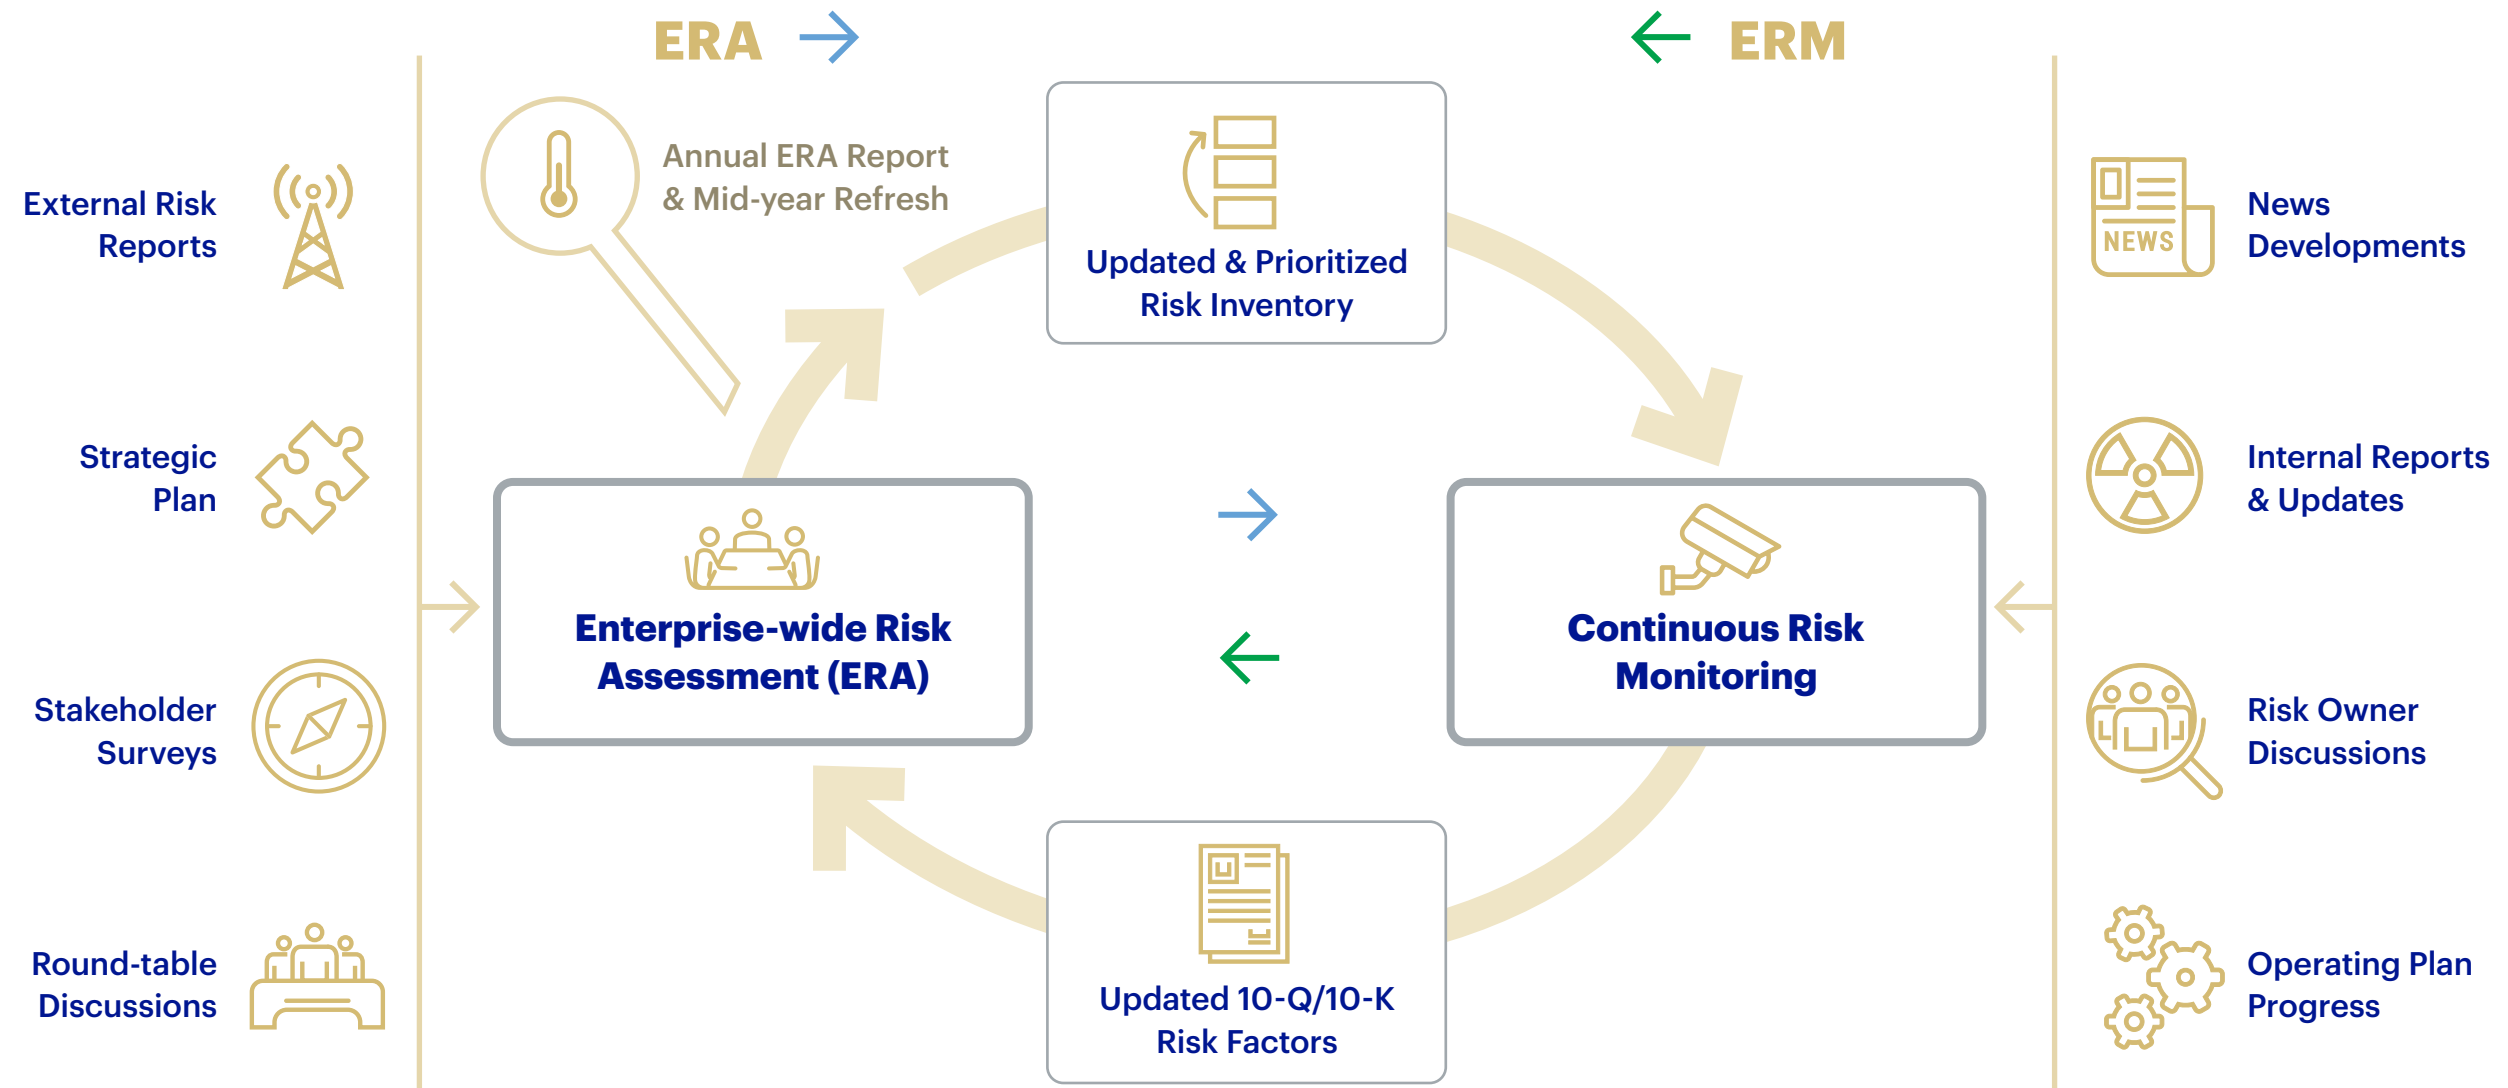 ERA
ERM
Annual ERA Report
& Mid-year Refresh
External Risk
Reports
Strategic
Plan
Stakeholder
Surveys
Round-table
Discussions
Updated & Prioritized
Risk Inventory
Enterprise-wide Risk
Assessment (ERA)
Continuous Risk
Monitoring
Updated 10-Q/10-K
Risk Factors
NEWS
News
Developments
Internal Reports
& Updates
Risk Owner
Discussions
Operating Plan
Progress